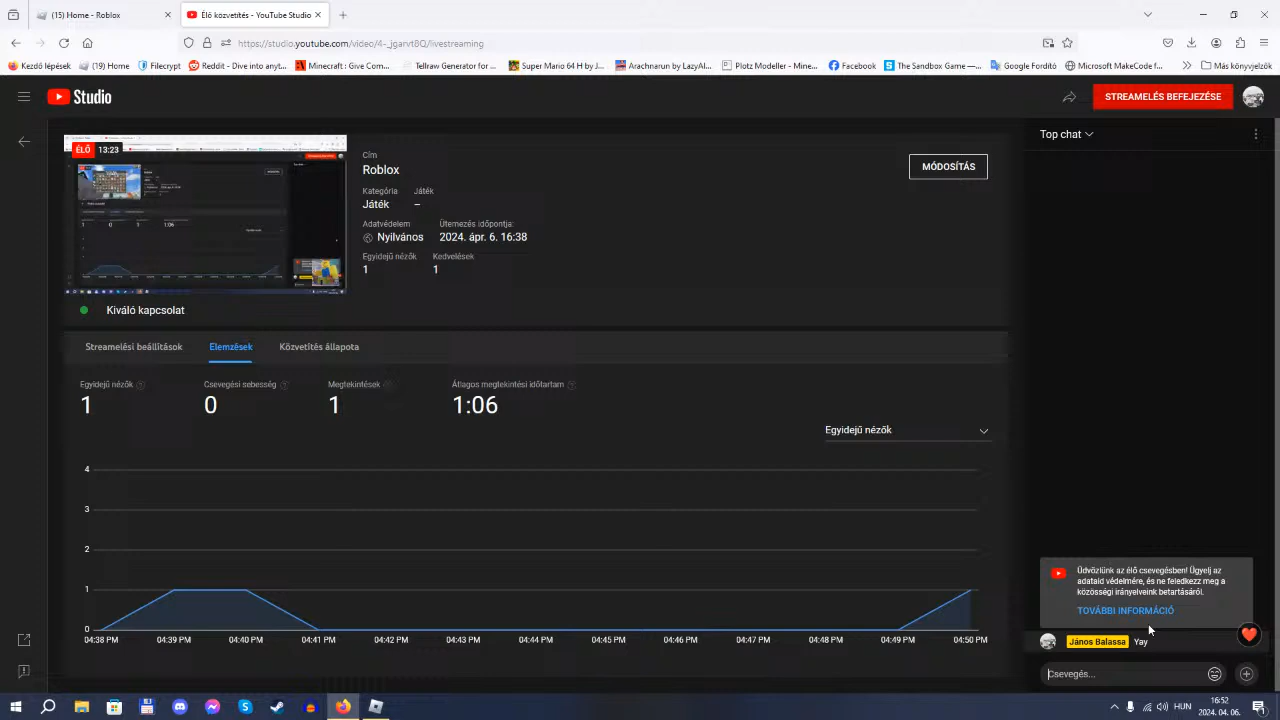 (15) Home - Roblox
Élő közvetítés - YouTube Studio
https://studio.youtube.com/video/4-_jgarvt8Q/livestreaming
Kezdő lépések
(19) Home
Filecrypt
Reddit - Dive into anyt...
Minecraft : Give Com...
Tellraw Generator for ...
Super Mario 64 H by J...
Arachnarun by LazyAl...
Plotz Modeller - Mine...
Facebook
The Sandbox Game —...
Google Fordító
Microsoft MakeCode f...
Más könyvjelzők
Studio
STREAMELÉS BEFEJEZÉSE
ÉLŐ 13:23
Cím
Roblox
MÓDOSÍTÁS
Kategória Játék
Játék –
Adatvédelem Ütemezés időpontja:
Nyilvános 2024. ápr. 6. 16:38
Egyidejű nézők Kedvelések
1 1
Kiváló kapcsolat
Streamelési beállítások Elemzések Közvetítés állapota
Egyidejű nézők Csevegési sebesség Megtekintések Átlagos megtekintési időtartam
1 0 1 1:06
Egyidejű nézők
4
3
2
1
0
04:38 PM 04:39 PM 04:40 PM 04:41 PM 04:42 PM 04:43 PM 04:44 PM 04:45 PM 04:46 PM 04:47 PM 04:48 PM 04:49 PM 04:50 PM
Top chat
Üdvözlünk az élő csevegésben! Ügyelj az
adataid védelmére, és ne feledkezz meg a
közösségi irányelveink betartásáról.
TOVÁBBI INFORMÁCIÓ
János Balassa Yay
Csevegés...
HUN
16:52
2024. 04. 06.